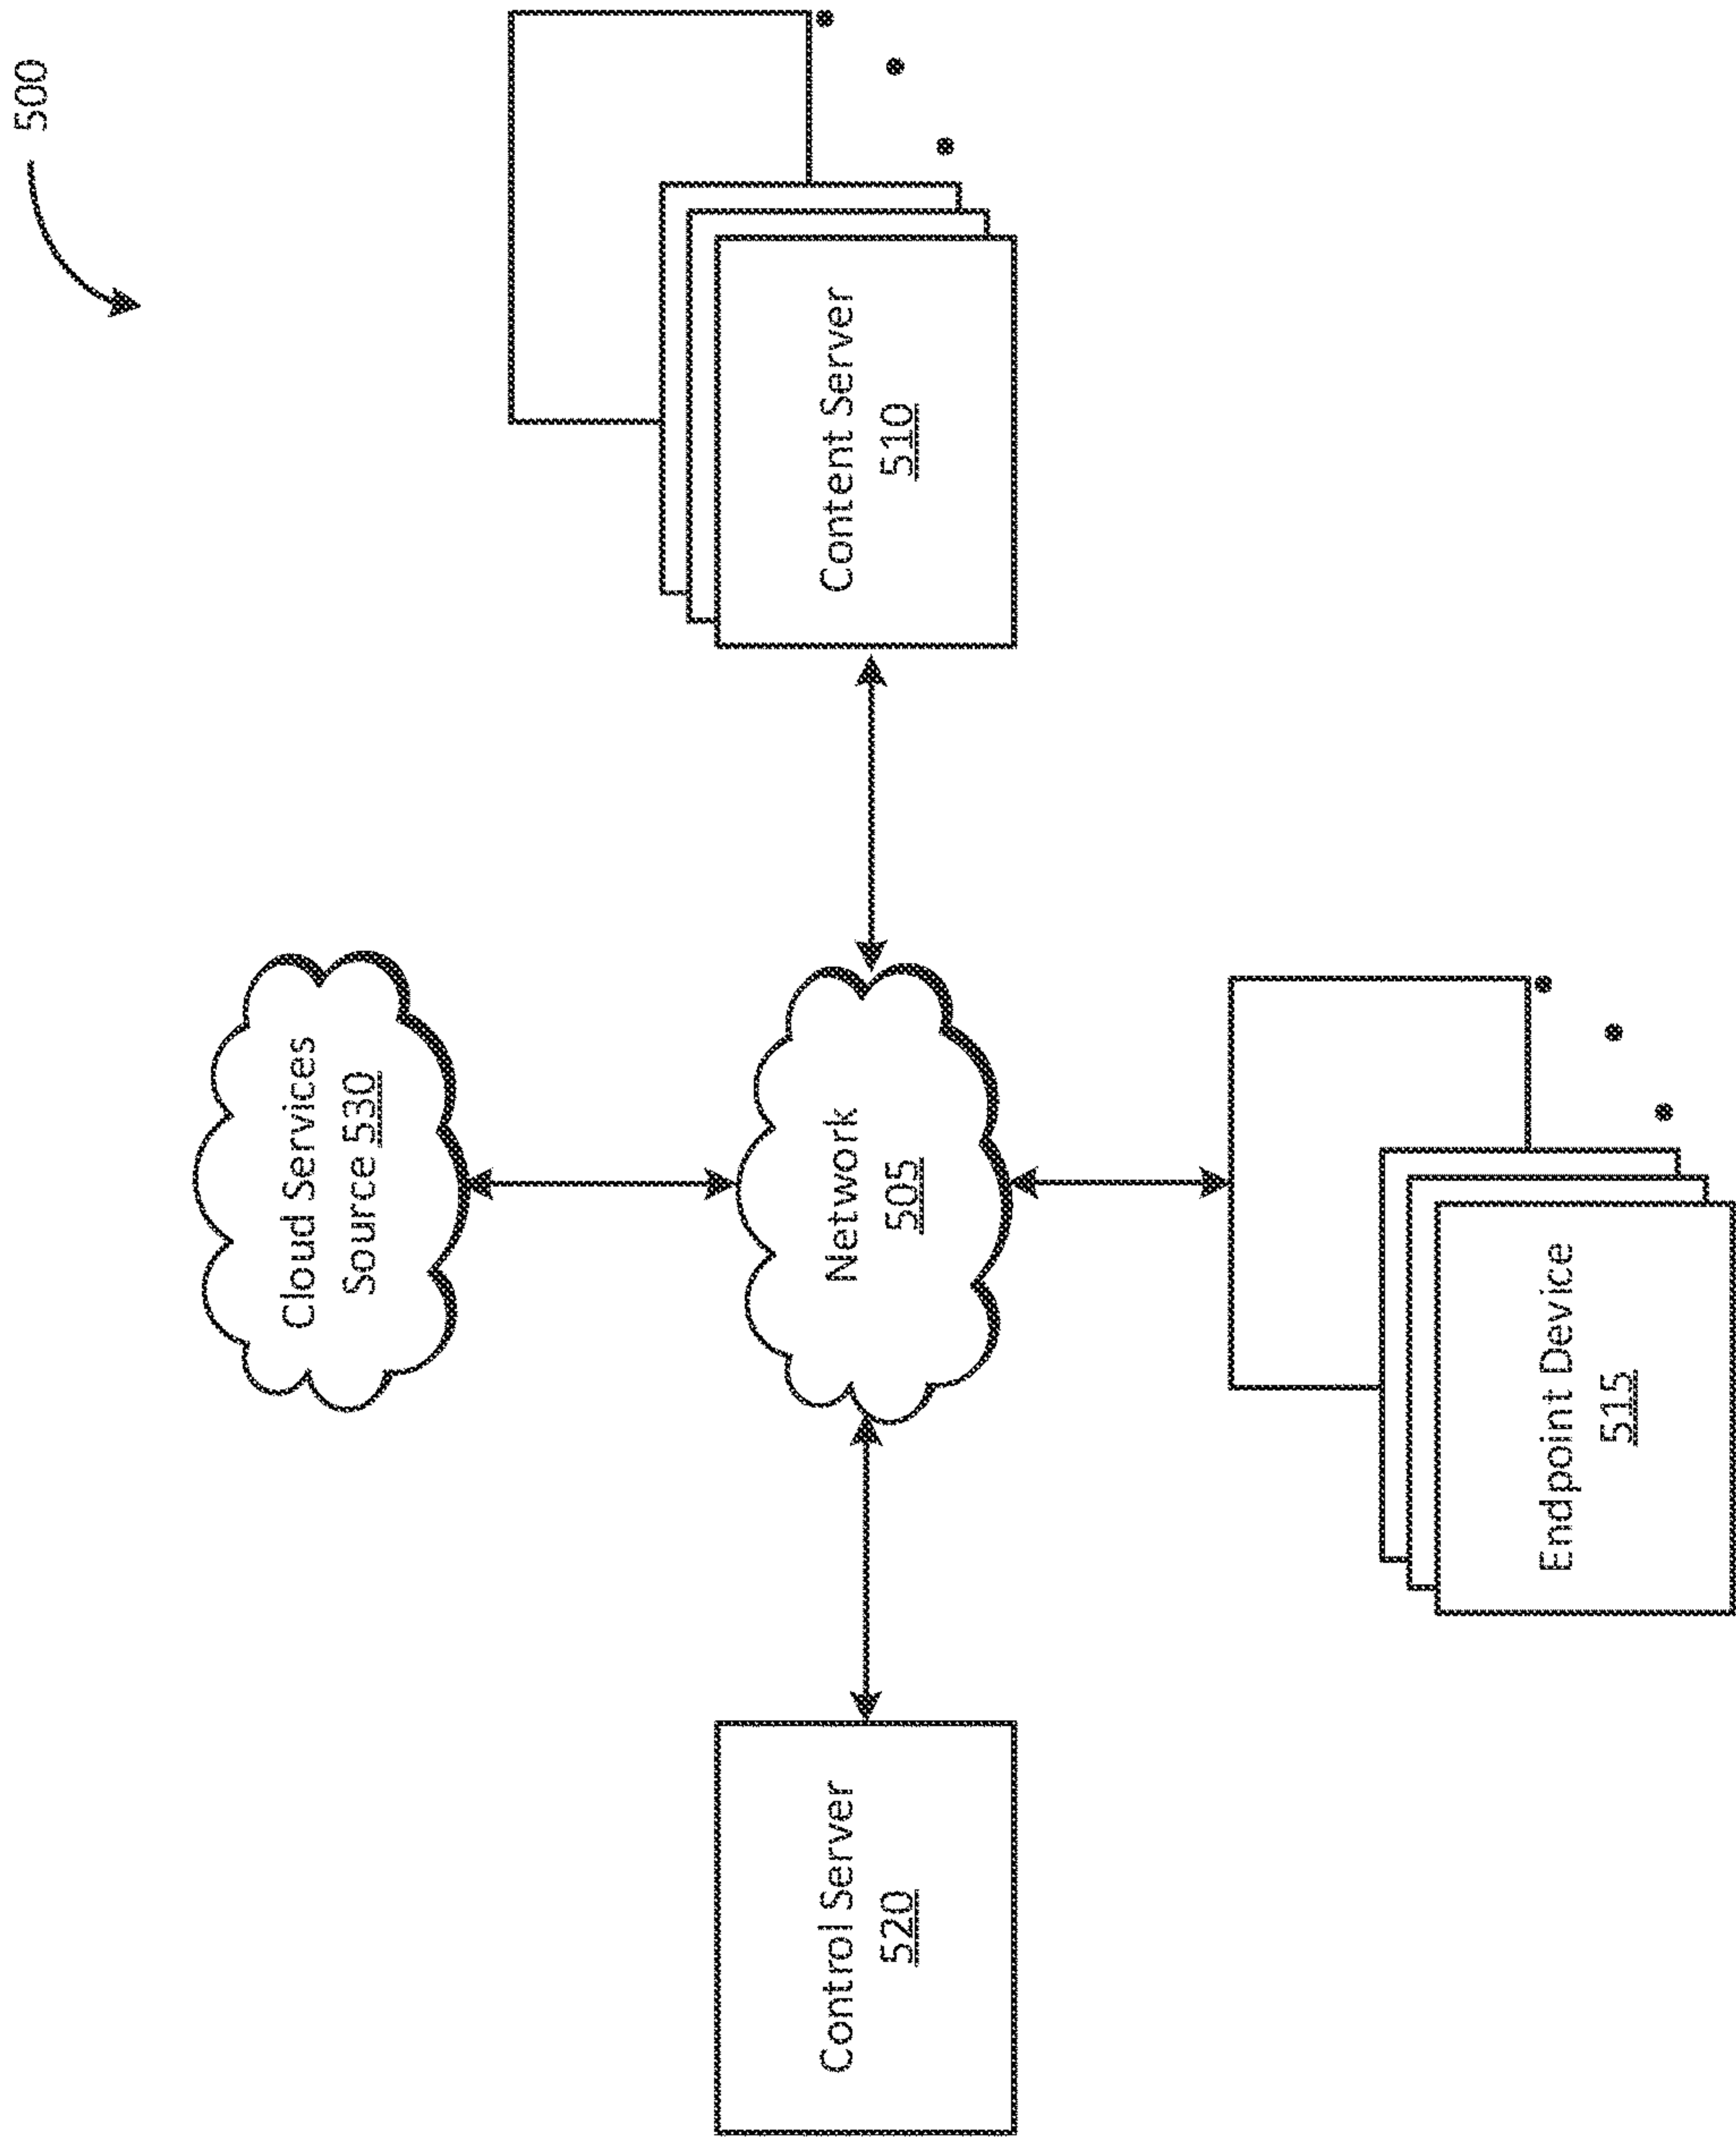 500
Cloud Services
Source 530
Control Server
520
Network
505
Content Server
510
Endpoint Device
515